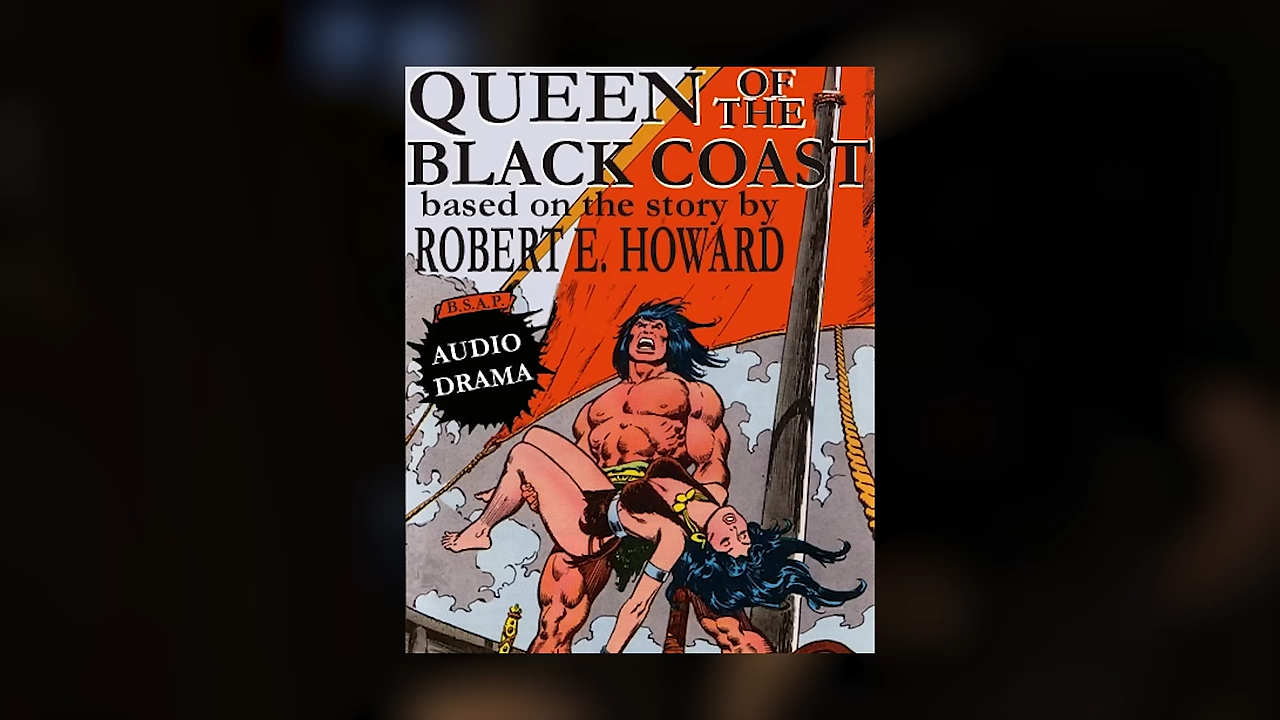 QUEEN OF THE
BLACK COAST
based on the story by
ROBERT E. HOWARD
B.S.A.P.
AUDIO
DRAMA